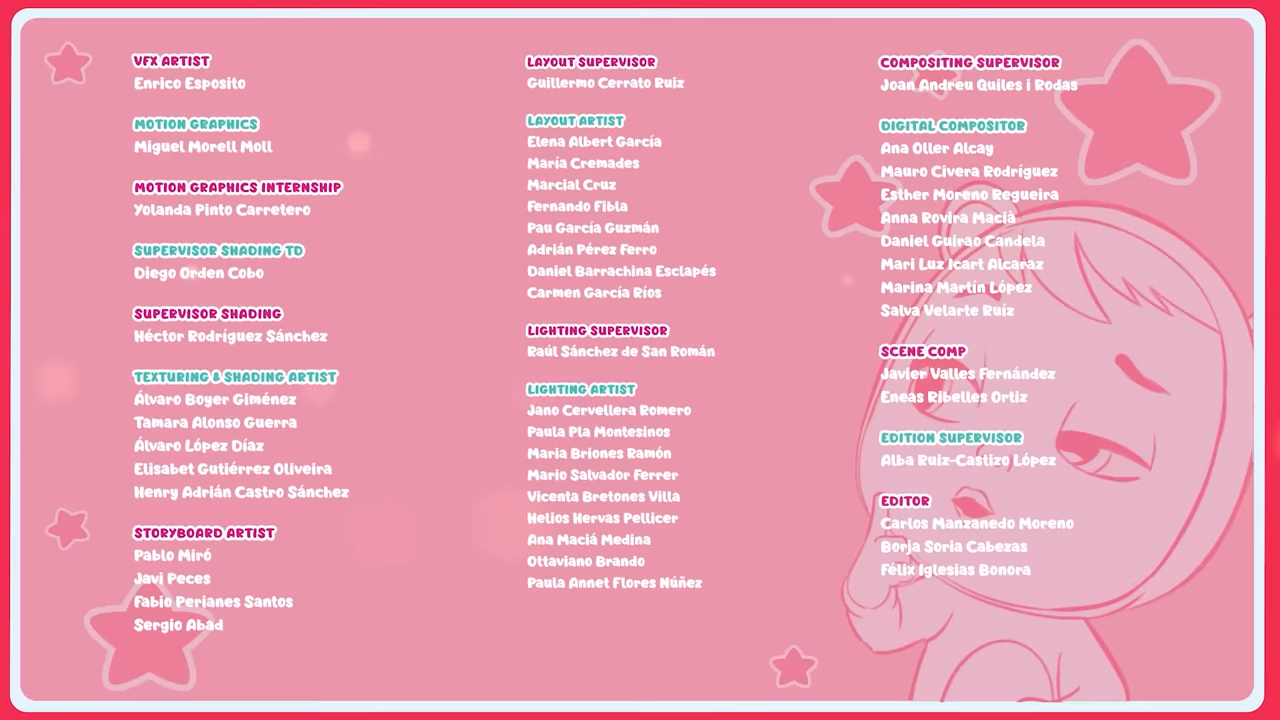 VFX ARTIST
Enrico Esposito
MOTION GRAPHICS
Miguel Morell Moll
MOTION GRAPHICS INTERNSHIP
Yolanda Pinto Carretero
SUPERVISOR SHADING TD
Diego Orden Cobo
SUPERVISOR SHADING
Héctor Rodríguez Sánchez
TEXTURING & SHADING ARTIST
Álvaro Boyer Giménez
Tamara Alonso Guerra
Álvaro López Díaz
Elisabet Gutiérrez Oliveira
Henry Adrián Castro Sánchez
STORYBOARD ARTIST
Pablo Miró
Javi Peces
Fabio Perianes Santos
Sergio Abad
LAYOUT SUPERVISOR
Guillermo Cerrato Ruiz
LAYOUT ARTIST
Elena Albert García
María Cremades
Marcial Cruz
Fernando Fibla
Pau García Guzmán
Adrián Pérez Ferro
Daniel Barrachina Esclapés
Carmen García Ríos
LIGHTING SUPERVISOR
Raúl Sánchez de San Román
LIGHTING ARTIST
Jano Cervellera Romero
Paula Pla Montesinos
Maria Briones Ramón
Mario Salvador Ferrer
Vicenta Bretones Villa
Helios Hervas Pellicer
Ana Maciá Medina
Ottaviano Brando
Paula Annet Flores Núñez
COMPOSITING SUPERVISOR
Joan Andreu Quiles i Rodas
DIGITAL COMPOSITOR
Ana Oller Alcay
Mauro Civera Rodríguez
Esther Moreno Regueira
Anna Rovira Macià
Daniel Guirao Candela
Mari Luz Icart Alcaraz
Marina Martín López
Salva Velarte Ruíz
SCENE COMP
Javier Valles Fernández
Eneas Ribelles Ortiz
EDITION SUPERVISOR
Alba Ruiz-Castizo López
EDITOR
Carlos Manzanedo Moreno
Borja Soria Cabezas
Félix Iglesias Bonora